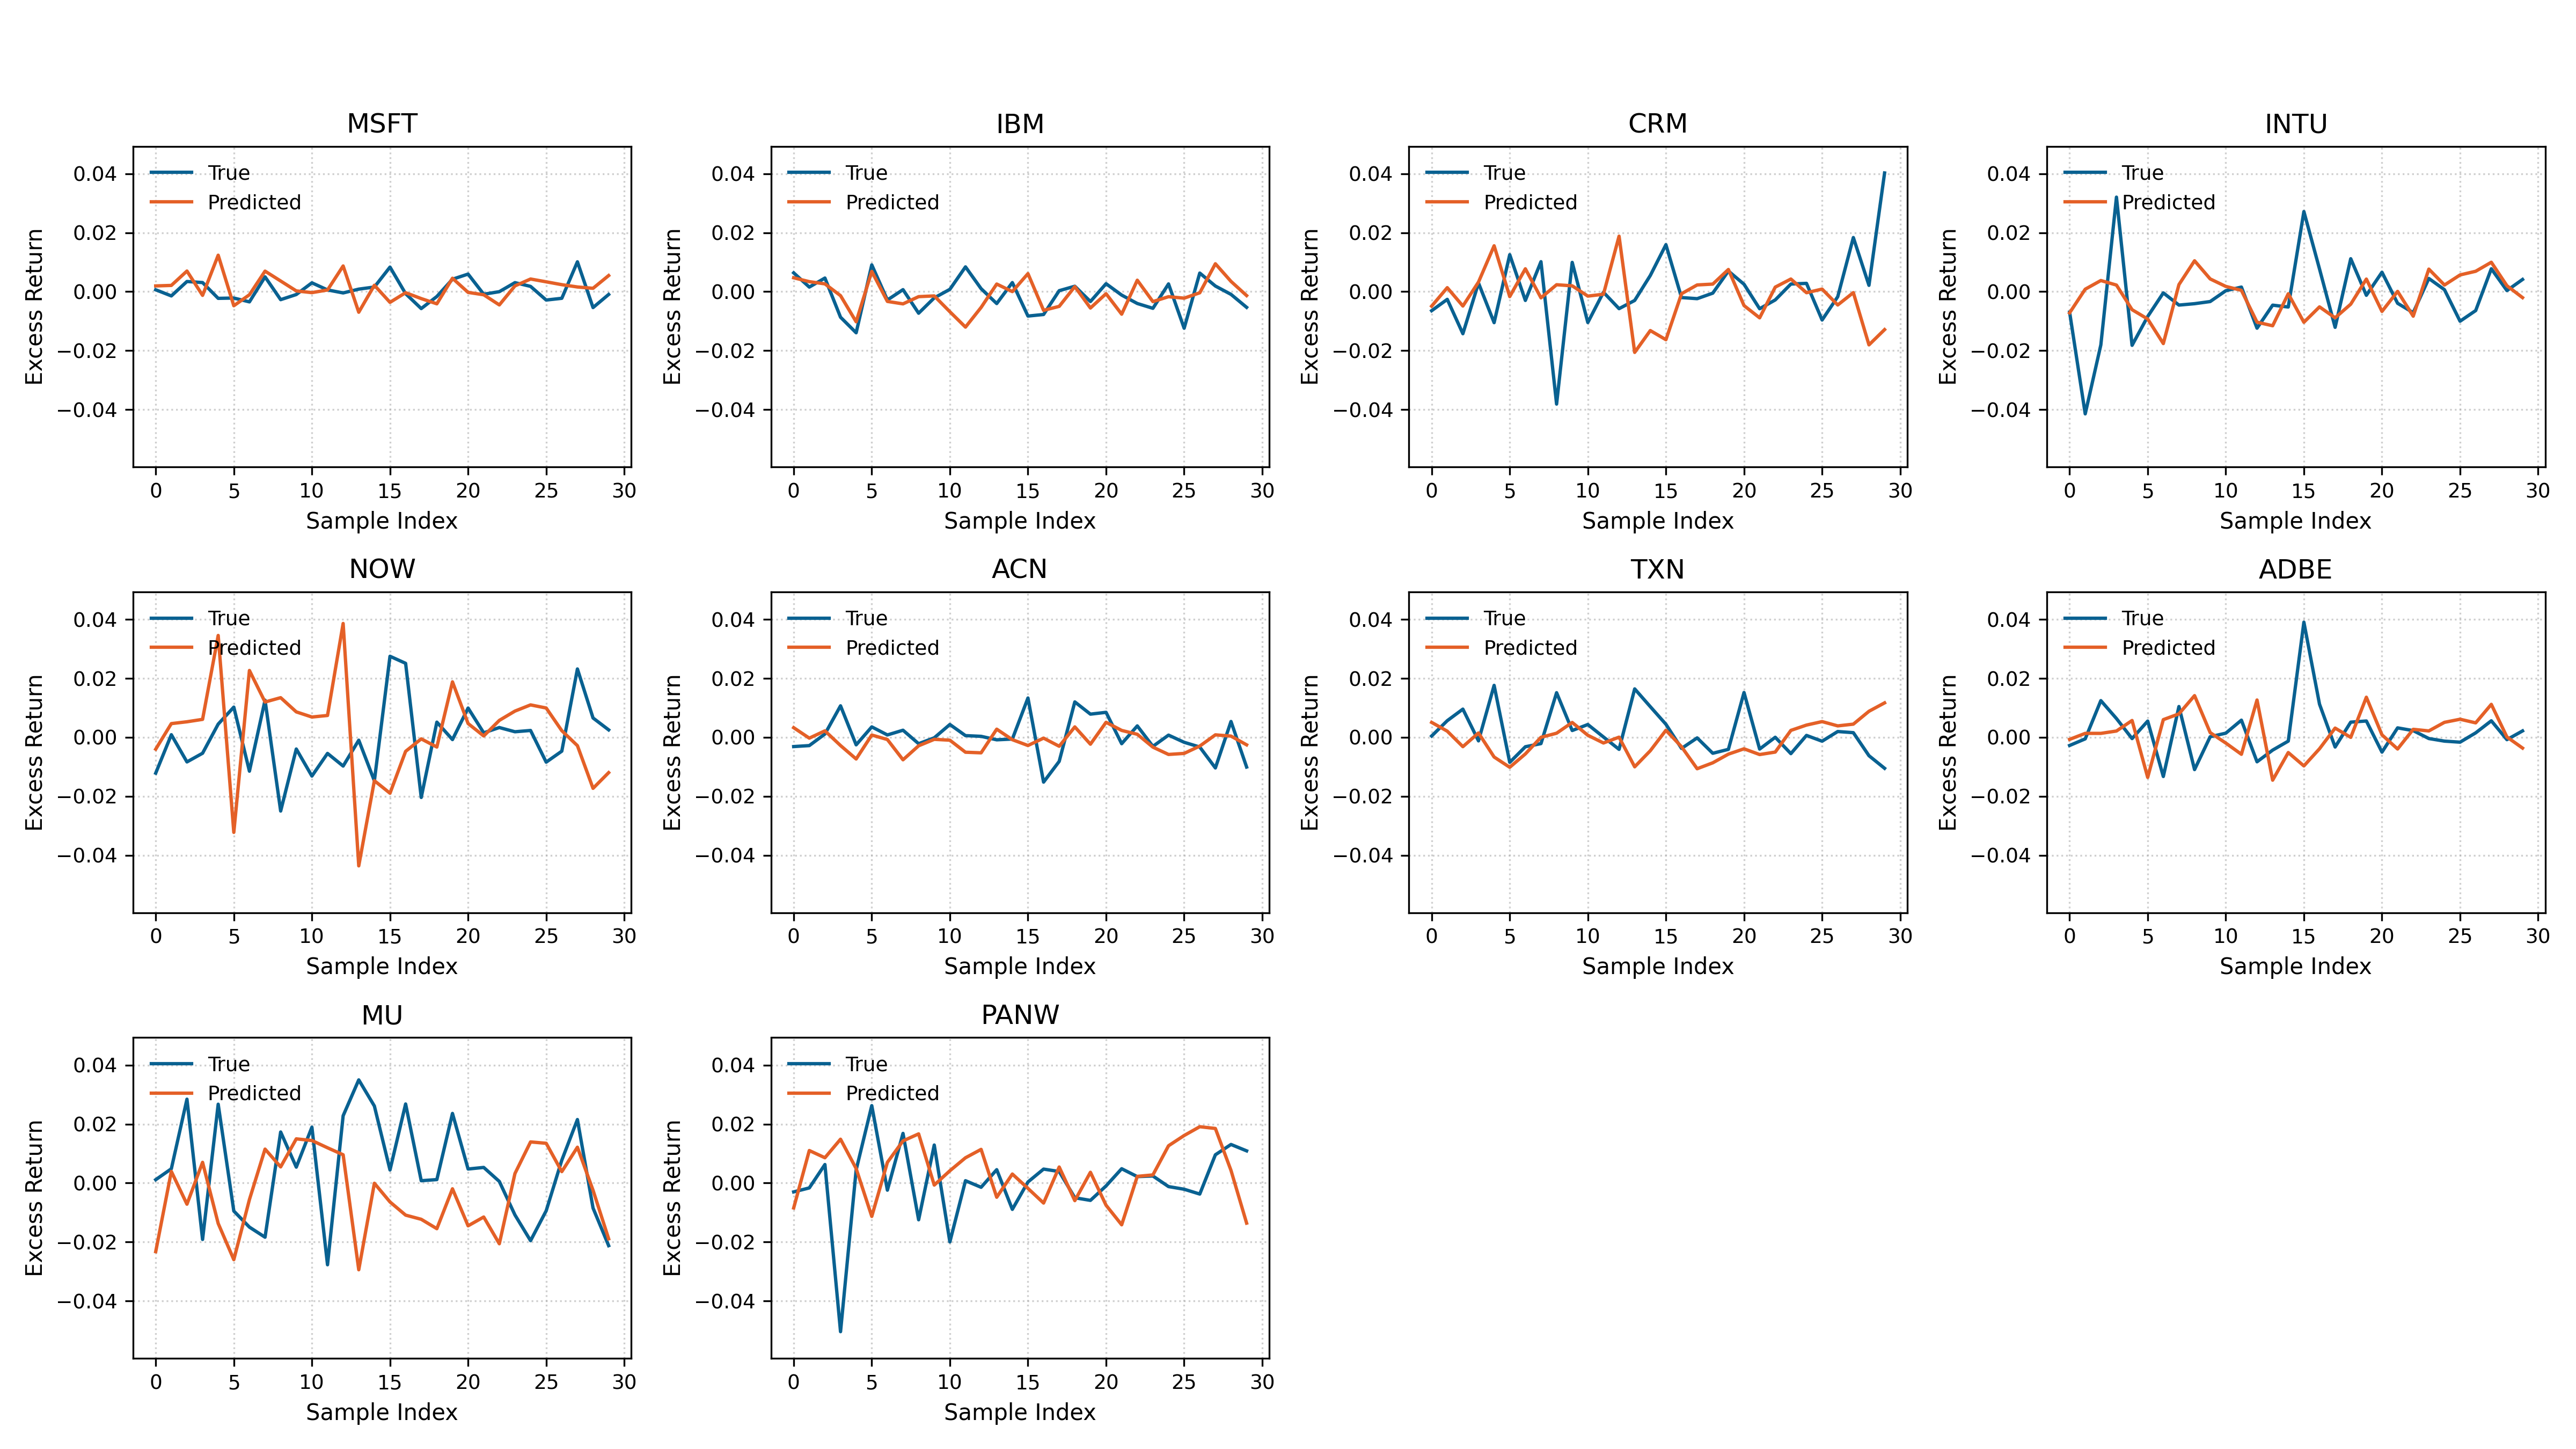 MSFT
0.04
0.02
0.00
−0.02
−0.04
Excess Return
True
Predicted
0 5 10 15 20 25 30
Sample Index
IBM
0.04
0.02
0.00
−0.02
−0.04
Excess Return
True
Predicted
0 5 10 15 20 25 30
Sample Index
CRM
0.04
0.02
0.00
−0.02
−0.04
Excess Return
True
Predicted
0 5 10 15 20 25 30
Sample Index
INTU
0.04
0.02
0.00
−0.02
−0.04
Excess Return
True
Predicted
0 5 10 15 20 25 30
Sample Index
NOW
0.04
0.02
0.00
−0.02
−0.04
Excess Return
True
Predicted
0 5 10 15 20 25 30
Sample Index
ACN
0.04
0.02
0.00
−0.02
−0.04
Excess Return
True
Predicted
0 5 10 15 20 25 30
Sample Index
TXN
0.04
0.02
0.00
−0.02
−0.04
Excess Return
True
Predicted
0 5 10 15 20 25 30
Sample Index
ADBE
0.04
0.02
0.00
−0.02
−0.04
Excess Return
True
Predicted
0 5 10 15 20 25 30
Sample Index
MU
0.04
0.02
0.00
−0.02
−0.04
Excess Return
True
Predicted
0 5 10 15 20 25 30
Sample Index
PANW
0.04
0.02
0.00
−0.02
−0.04
Excess Return
True
Predicted
0 5 10 15 20 25 30
Sample Index